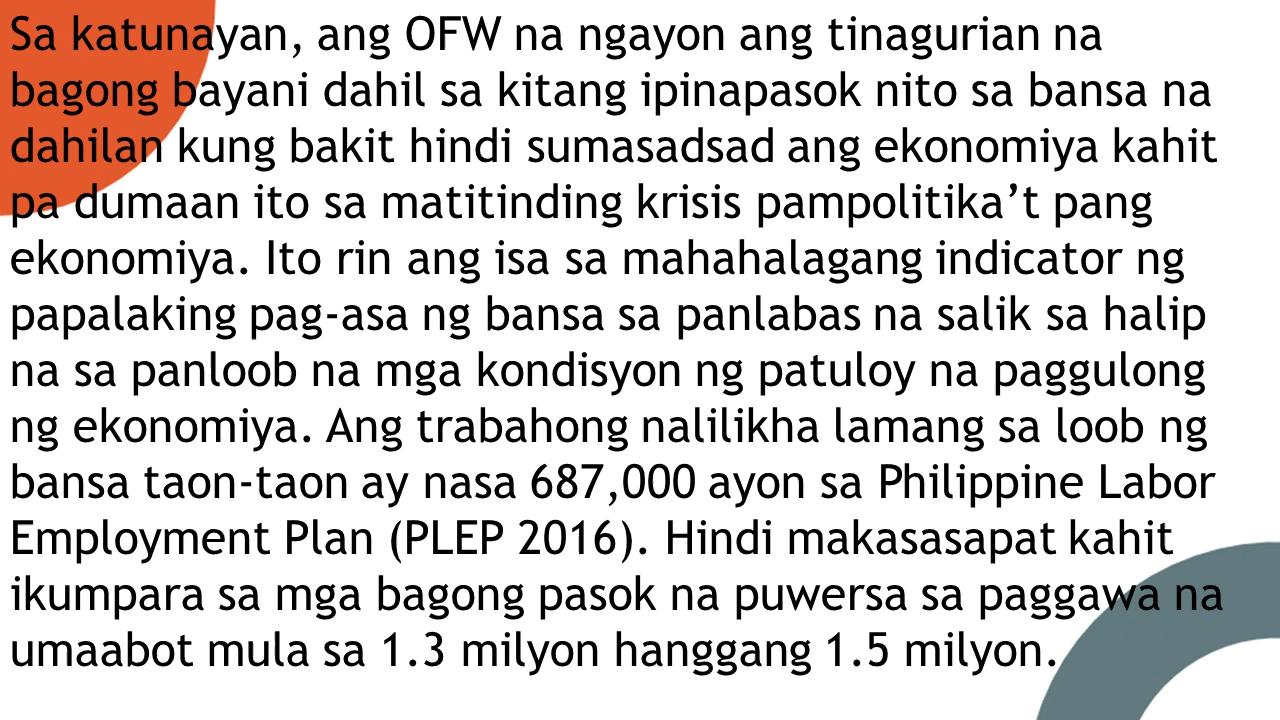 Sa katunayan, ang OFW na ngayon ang tinagurian na
bagong bayani dahil sa kitang ipinapasok nito sa bansa na
dahilan kung bakit hindi sumasadsad ang ekonomiya kahit
pa dumaan ito sa matitinding krisis pampolitika’t pang
ekonomiya. Ito rin ang isa sa mahahalagang indicator ng
papalaking pag-asa ng bansa sa panlabas na salik sa halip
na sa panloob na mga kondisyon ng patuloy na paggulong
ng ekonomiya. Ang trabahong nalilikha lamang sa loob ng
bansa taon-taon ay nasa 687,000 ayon sa Philippine Labor
Employment Plan (PLEP 2016). Hindi makasasapat kahit
ikumpara sa mga bagong pasok na puwersa sa paggawa na
umaabot mula sa 1.3 milyon hanggang 1.5 milyon.